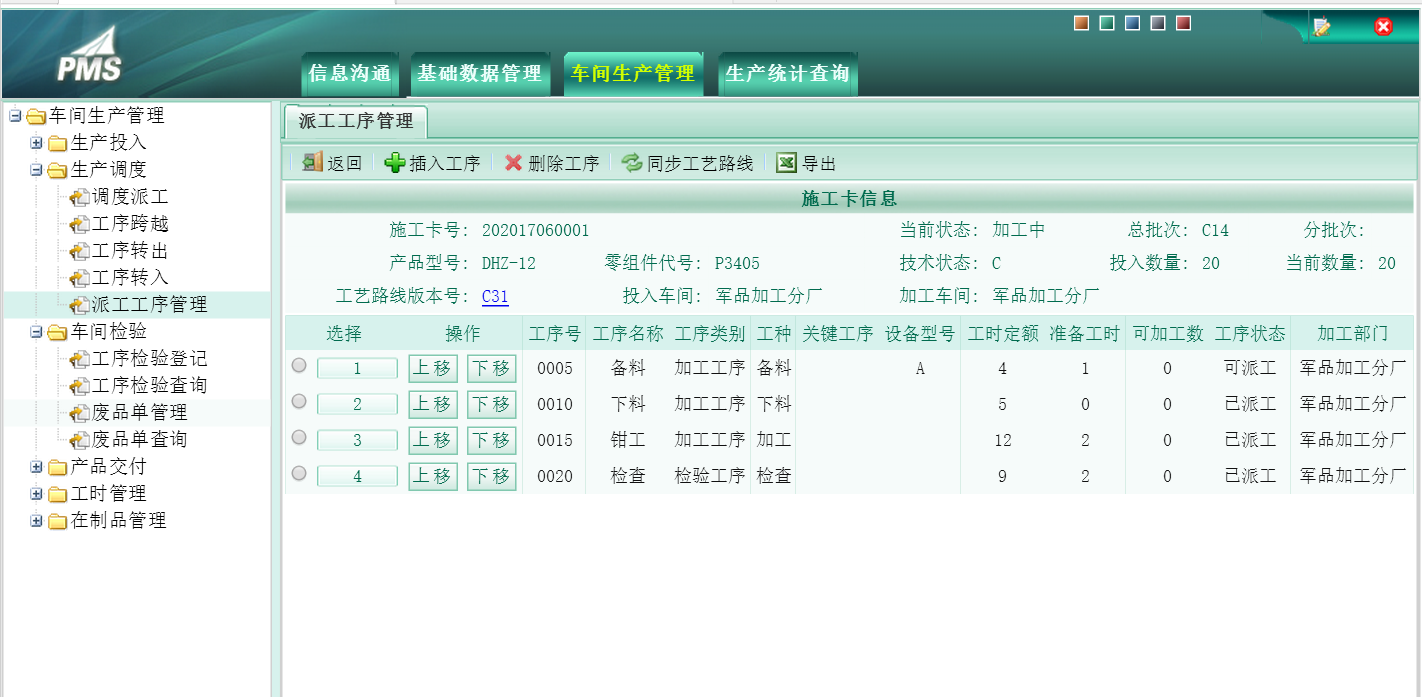 PMS
信息沟通 基础数据管理 车间生产管理 生产统计查询
车间生产管理
生产投入
生产调度
调度派工
工序跨越
工序转出
工序转入
派工工序管理
车间检验
工序检验登记
工序检验查询
废品单管理
废品单查询
产品交付
工时管理
在制品管理
派工工序管理
返回 插入工序 删除工序 同步工艺路线 导出
施工卡信息
施工卡号: 202017060001 当前状态: 加工中 总批次: C14 分批次:
产品型号: DHZ-12 零组件代号: P3405 技术状态: C 投入数量: 20 当前数量: 20
工艺路线版本号: C31 投入车间: 军品加工分厂 加工车间: 军品加工分厂
选择 操作 工序号 工序名称 工序类别 工种 关键工序 设备型号 工时定额 准备工时 可加工数 工序状态 加工部门
1 上移 下移 0005 备料 加工工序 备料 A 4 1 0 可派工 军品加工分厂
2 上移 下移 0010 下料 加工工序 下料 5 0 0 已派工 军品加工分厂
3 上移 下移 0015 钳工 加工工序 加工 12 2 0 已派工 军品加工分厂
4 上移 下移 0020 检查 检验工序 检查 9 2 0 已派工 军品加工分厂